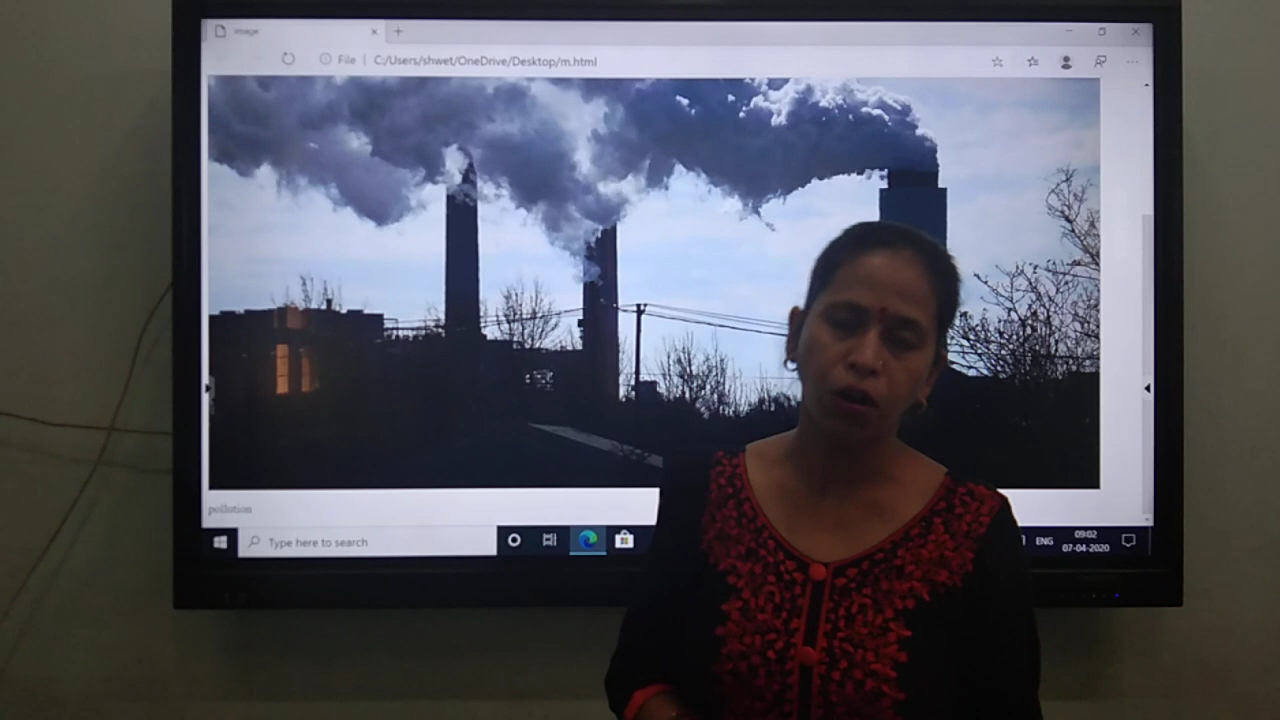 image
File
C:/Users/shwet/OneDrive/Desktop/m.html
pollution
Type here to search
ENG
09:02
07-04-2020